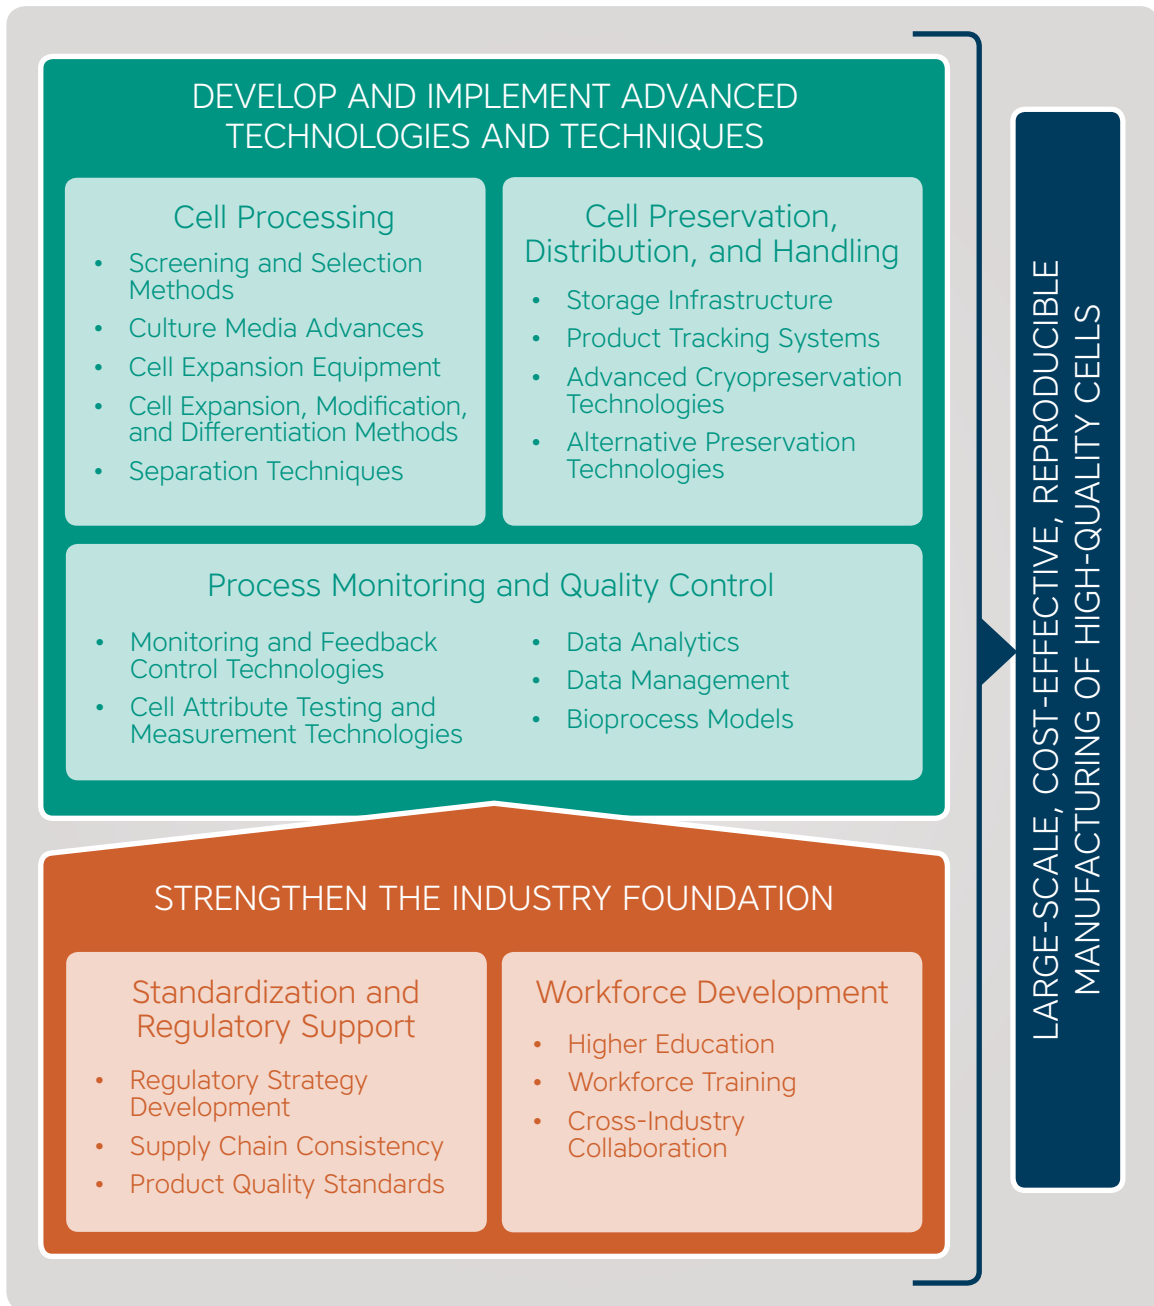 DEVELOP AND IMPLEMENT ADVANCED
TECHNOLOGIES AND TECHNIQUES
Cell Processing
• Screening and Selection
Methods
• Culture Media Advances
• Cell Expansion Equipment
• Cell Expansion, Modification,
and Differentiation Methods
• Separation Techniques
Cell Preservation,
Distribution, and Handling
• Storage Infrastructure
• Product Tracking Systems
• Advanced Cryopreservation
Technologies
• Alternative Preservation
Technologies
Process Monitoring and Quality Control
• Monitoring and Feedback
Control Technologies
• Cell Attribute Testing and
Measurement Technologies
• Data Analytics
• Data Management
• Bioprocess Models
STRENGTHEN THE INDUSTRY FOUNDATION
Standardization and
Regulatory Support
• Regulatory Strategy
Development
• Supply Chain Consistency
• Product Quality Standards
Workforce Development
• Higher Education
• Workforce Training
• Cross-Industry
Collaboration
LARGE-SCALE, COST-EFFECTIVE, REPRODUCIBLE
MANUFACTURING OF HIGH-QUALITY CELLS